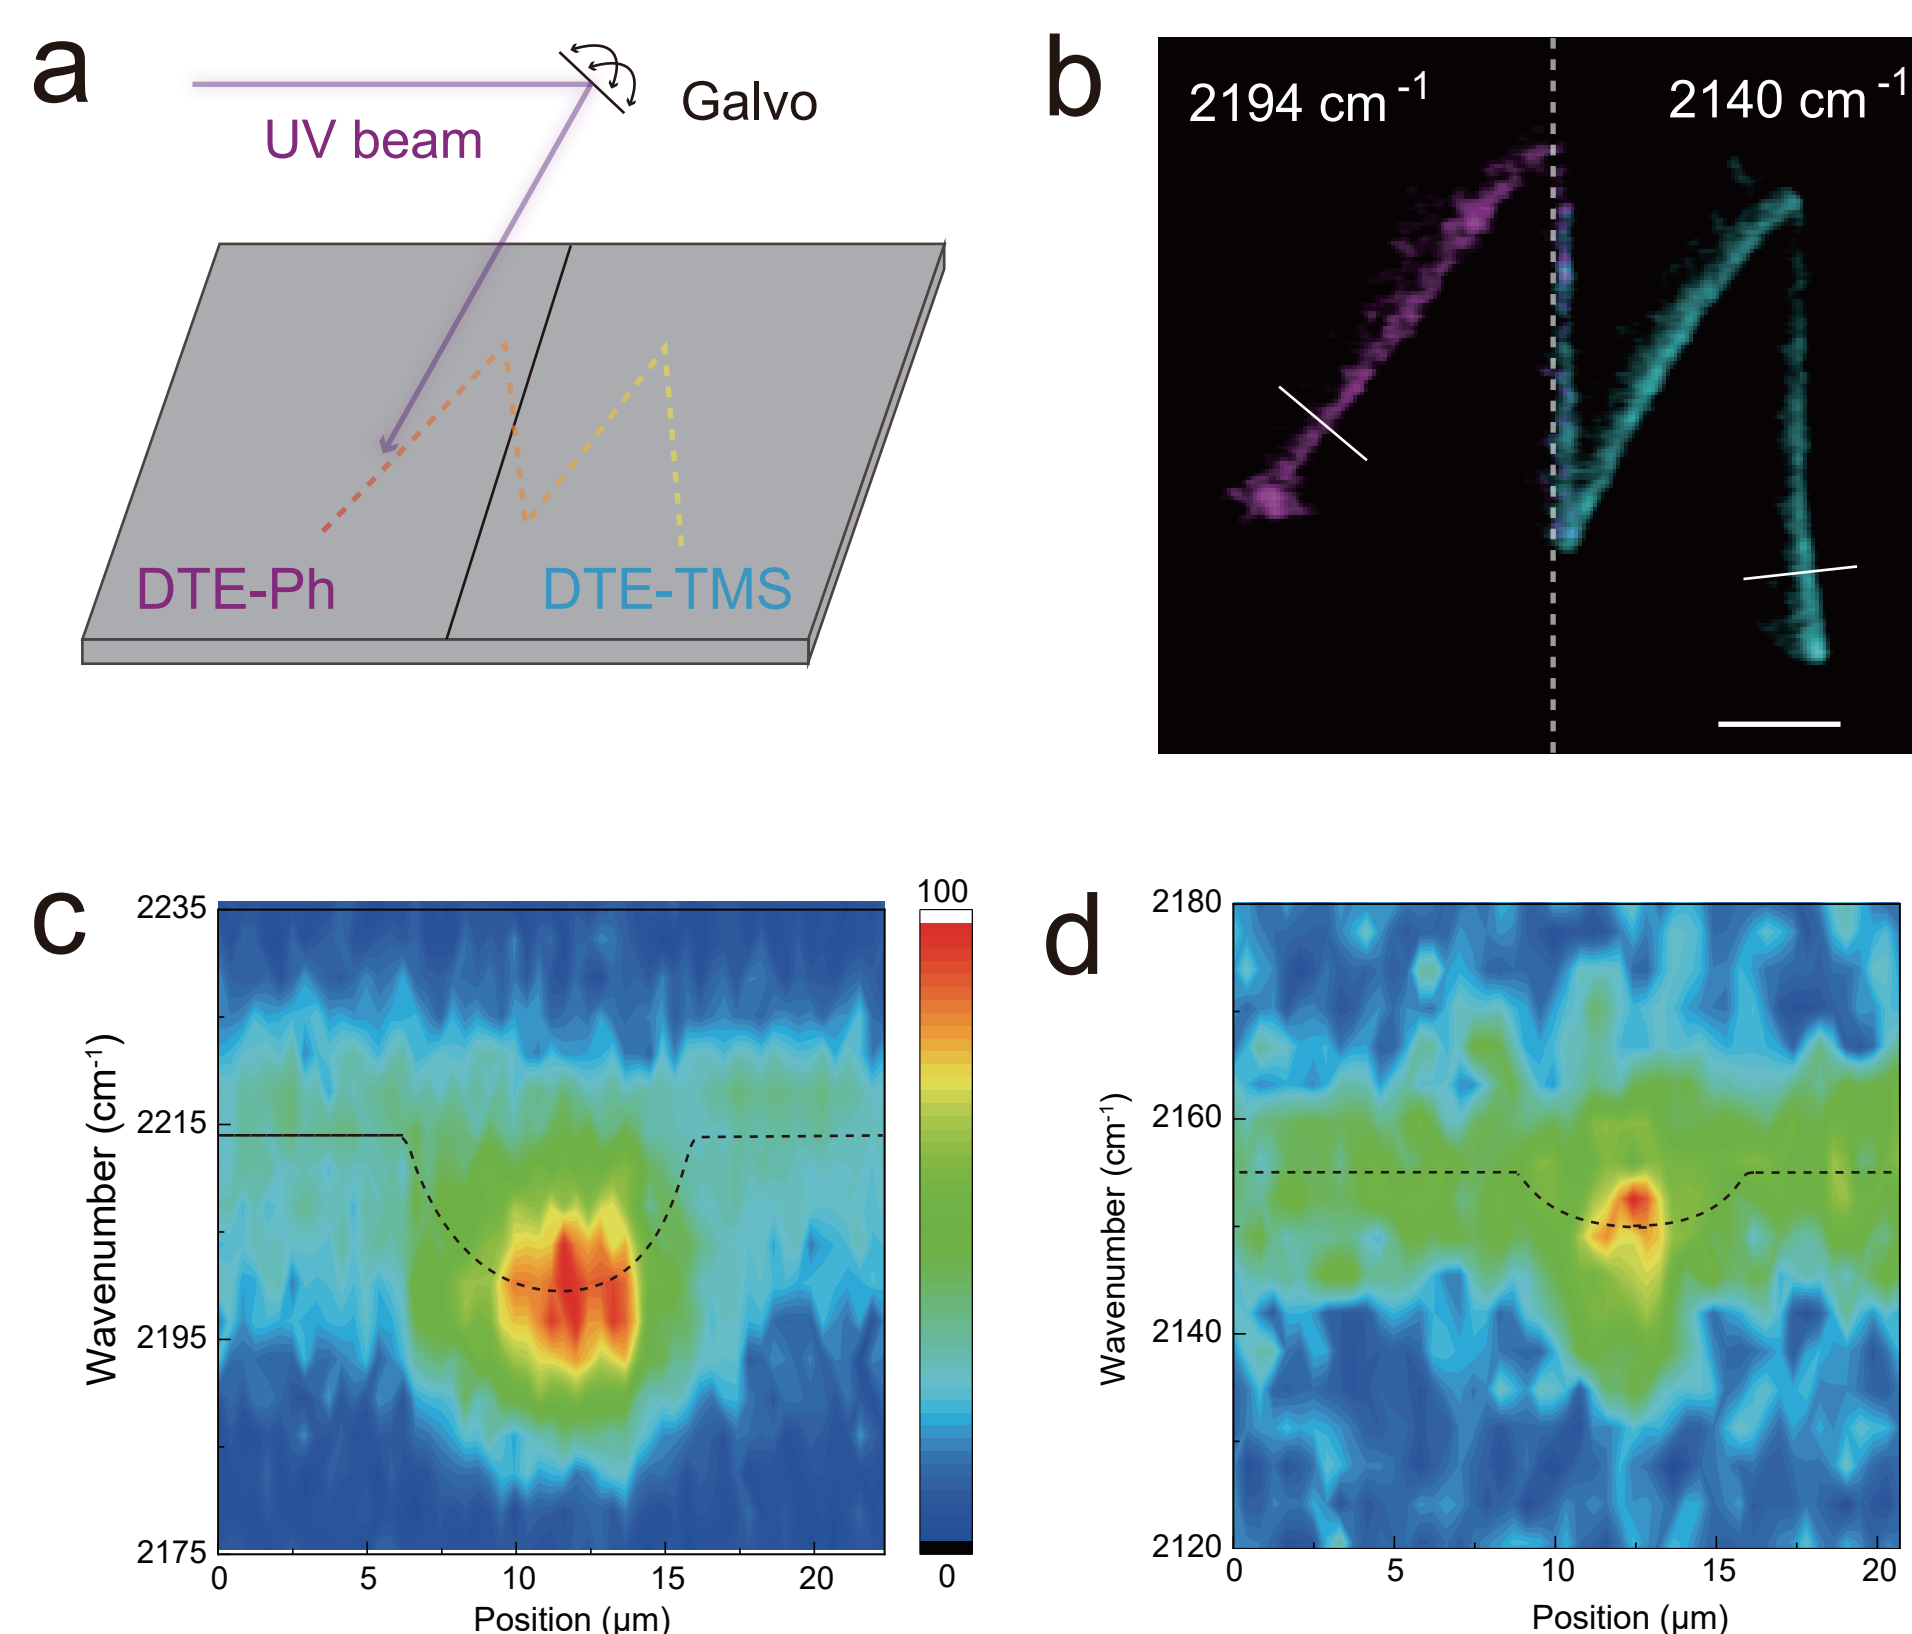 a
UV beam
Galvo
DTE-Ph
DTE-TMS
b
2194 cm⁻¹
2140 cm⁻¹
c
2235
2215
2195
2175
Wavenumber (cm⁻¹)
0 5 10 15 20
Position (μm)
100
0
d
2180
2160
2140
2120
Wavenumber (cm⁻¹)
0 5 10 15 20
Position (μm)